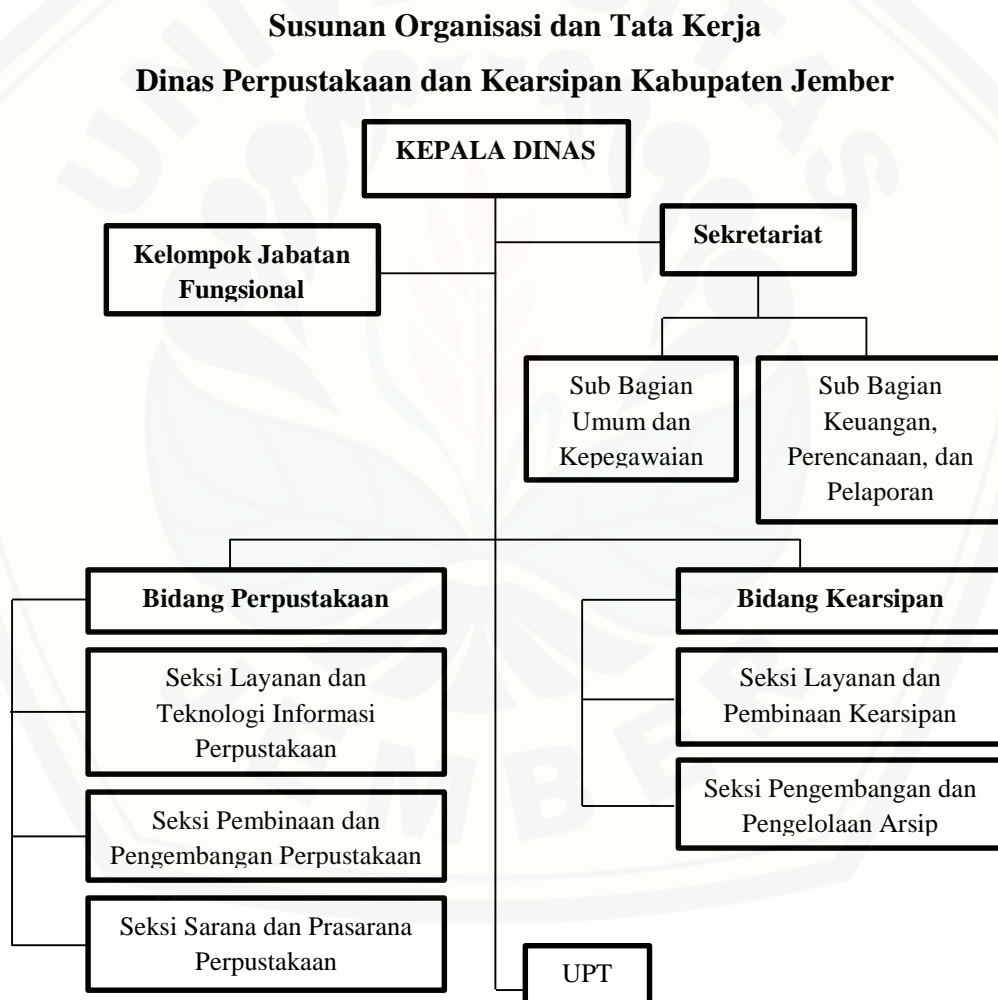 Susunan Organisasi dan Tata Kerja
Dinas Perpustakaan dan Kearsipan Kabupaten Jember
KEPALA DINAS
Sekretariat
Kelompok Jabatan
Fungsional
Sub Bagian
Umum dan
Kepegawaian
Sub Bagian
Keuangan,
Perencanaan, dan
Pelaporan
Bidang Perpustakaan
Seksi Layanan dan
Teknologi Informasi
Perpustakaan
Seksi Pembinaan dan
Pengembangan Perpustakaan
Seksi Sarana dan Prasarana
Perpustakaan
Bidang Kearsipan
Seksi Layanan dan
Pembinaan Kearsipan
Seksi Pengembangan dan
Pengelolaan Arsip
UPT